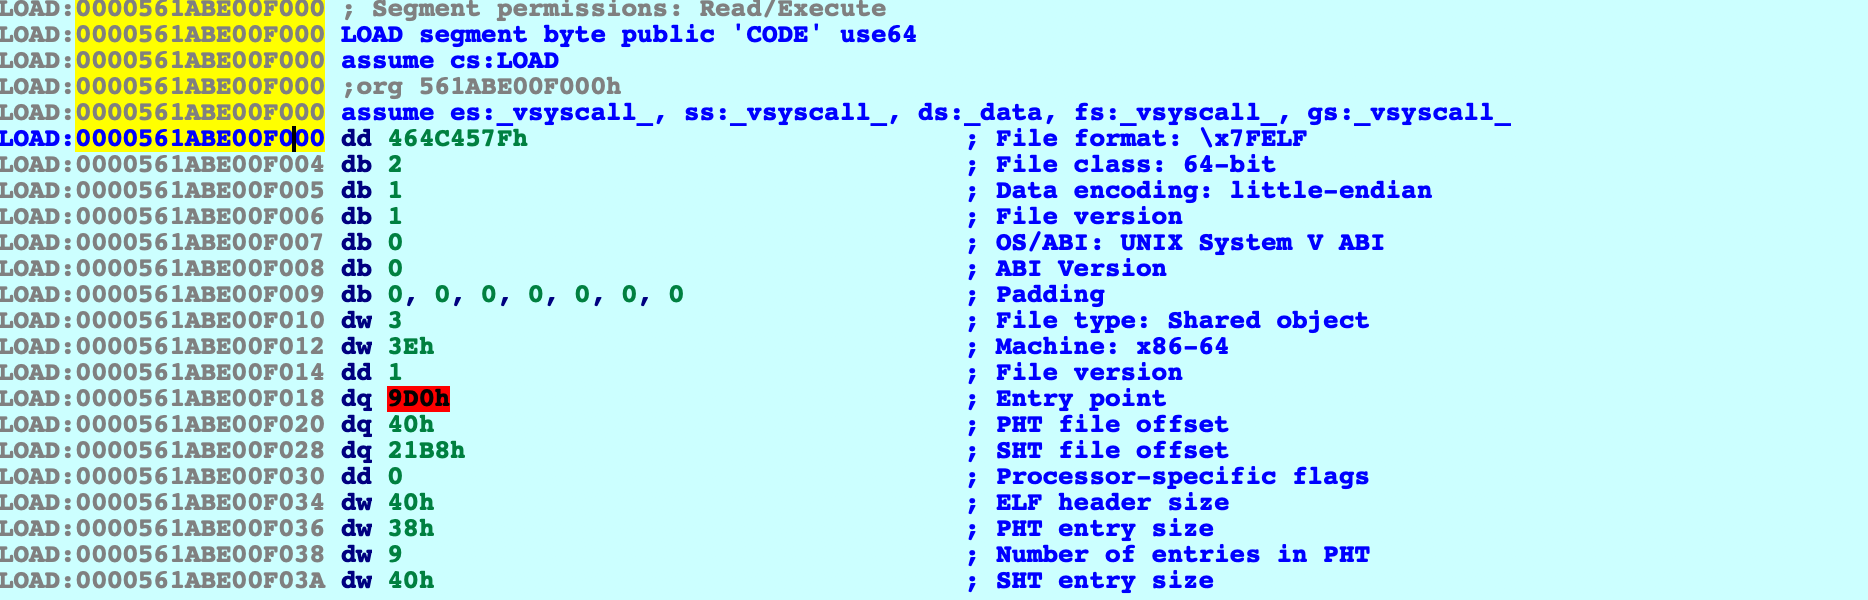 LOAD:0000561ABE00F000 ; Segment permissions: Read/Execute
LOAD:0000561ABE00F000 LOAD segment byte public 'CODE' use64
LOAD:0000561ABE00F000 assume cs:LOAD
LOAD:0000561ABE00F000 ;org 561ABE00F000h
LOAD:0000561ABE00F000 assume es:_vsyscall_, ss:_vsyscall_, ds:_data, fs:_vsyscall_, gs:_vsyscall_
LOAD:0000561ABE00F000 dd 464C457Fh ; File format: \x7FELF
LOAD:0000561ABE00F004 db 2 ; File class: 64-bit
LOAD:0000561ABE00F005 db 1 ; Data encoding: little-endian
LOAD:0000561ABE00F006 db 1 ; File version
LOAD:0000561ABE00F007 db 0 ; OS/ABI: UNIX System V ABI
LOAD:0000561ABE00F008 db 0 ; ABI Version
LOAD:0000561ABE00F009 db 0, 0, 0, 0, 0, 0, 0 ; Padding
LOAD:0000561ABE00F010 dw 3 ; File type: Shared object
LOAD:0000561ABE00F012 dw 3Eh ; Machine: x86-64
LOAD:0000561ABE00F014 dd 1 ; File version
LOAD:0000561ABE00F018 dq 9D0h ; Entry point
LOAD:0000561ABE00F020 dq 40h ; PHT file offset
LOAD:0000561ABE00F028 dq 21B8h ; SHT file offset
LOAD:0000561ABE00F030 dd 0 ; Processor-specific flags
LOAD:0000561ABE00F034 dw 40h ; ELF header size
LOAD:0000561ABE00F036 dw 38h ; PHT entry size
LOAD:0000561ABE00F038 dw 9 ; Number of entries in PHT
LOAD:0000561ABE00F03A dw 40h ; SHT entry size